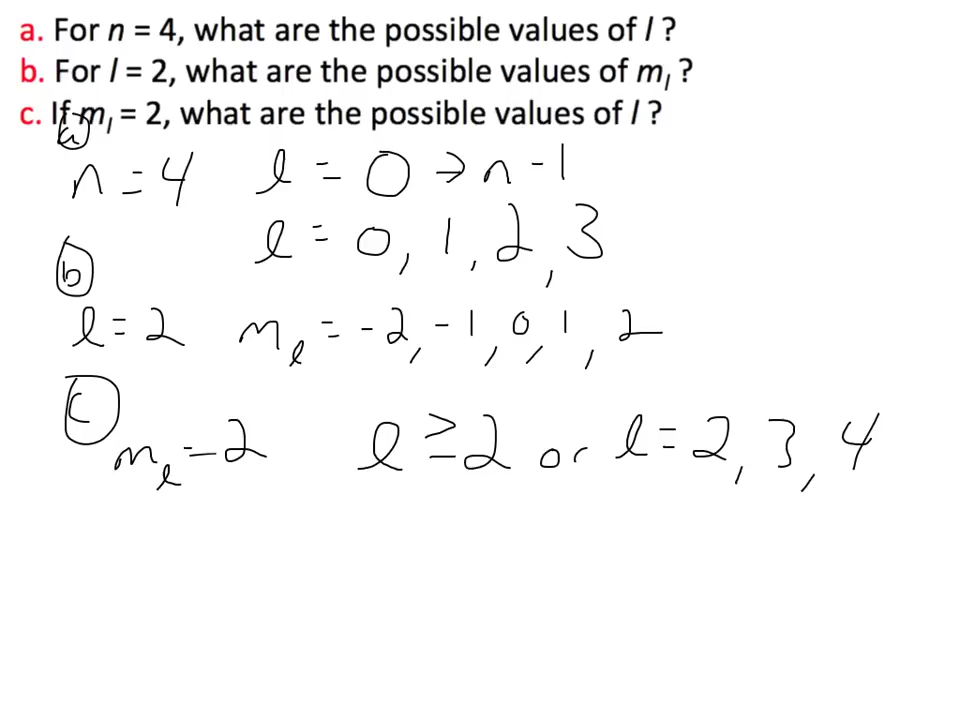 a. For n = 4, what are the possible values of l ?
b. For l = 2, what are the possible values of mₗ ?
c. If mₗ = 2, what are the possible values of l ?
a)
n = 4 ℓ = 0 → n - 1
ℓ = 0, 1, 2, 3
b
ℓ = 2 mℓ = -2, -1, 0, 1, 2
c
mℓ = 2 ℓ ≥ 2 or ℓ = 2, 3, 4